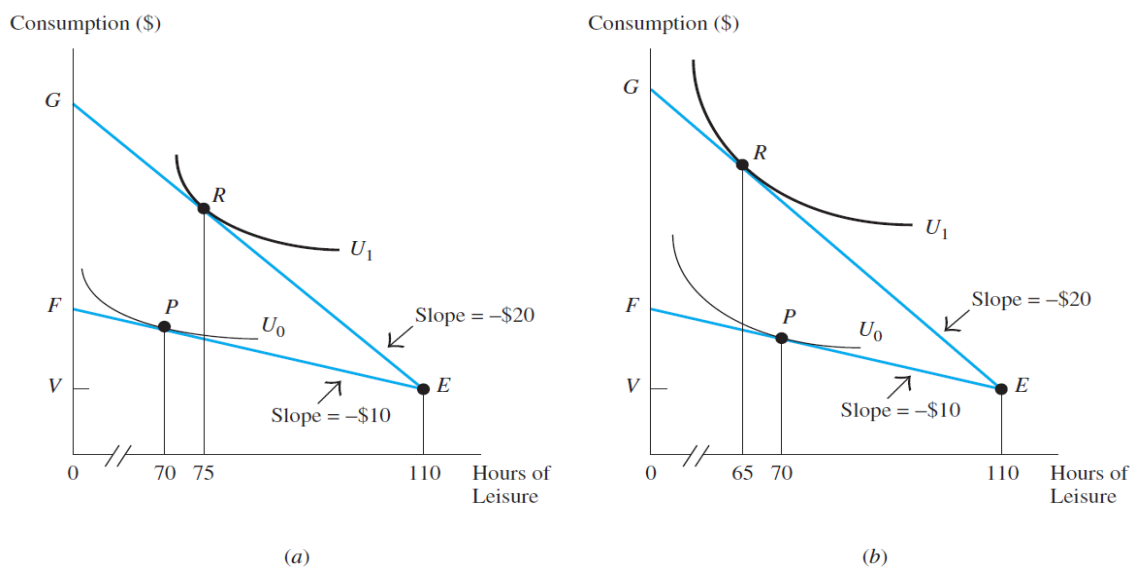 Consumption ($)
G
R
U1
F
P
U0
Slope = –$20
V
E
Slope = –$10
0
70
75
110
Hours of
Leisure
(a)
Consumption ($)
G
R
U1
F
P
U0
Slope = –$20
V
E
Slope = –$10
0
65
70
110
Hours of
Leisure
(b)